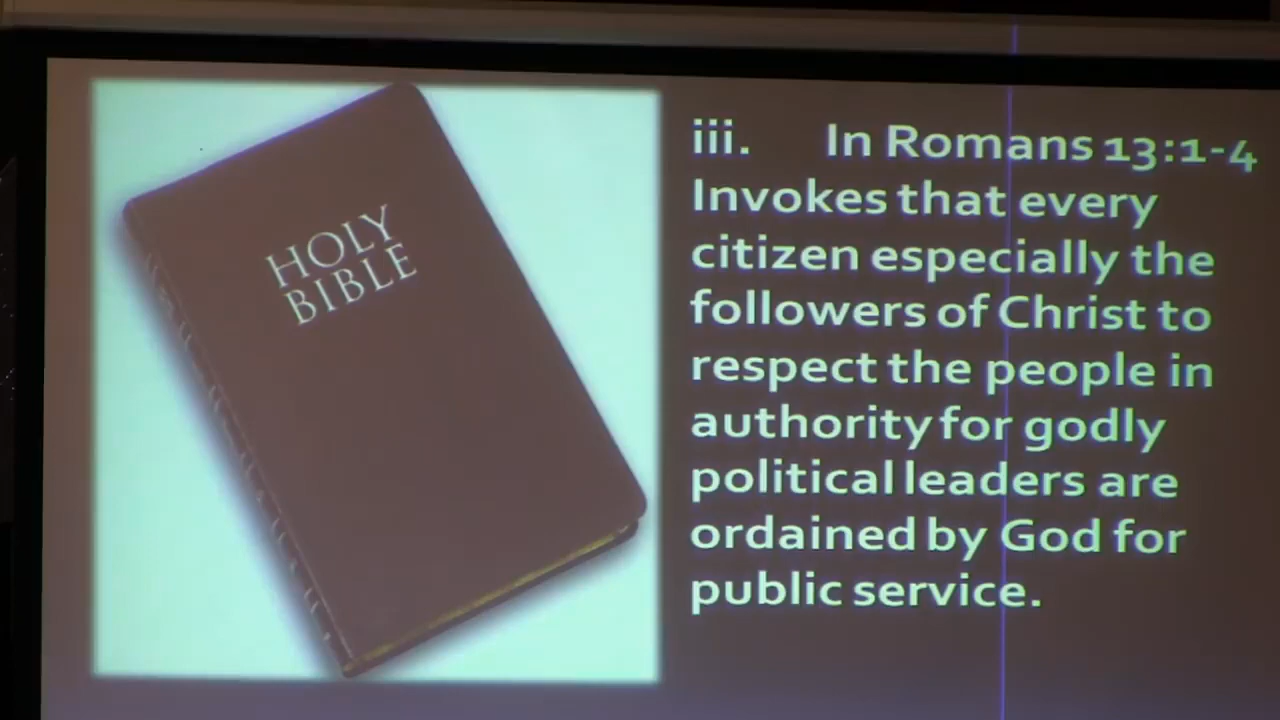 HOLY
BIBLE
iii. In Romans 13:1-4
Invokes that every
citizen especially the
followers of Christ to
respect the people in
authority for godly
political leaders are
ordained by God for
public service.